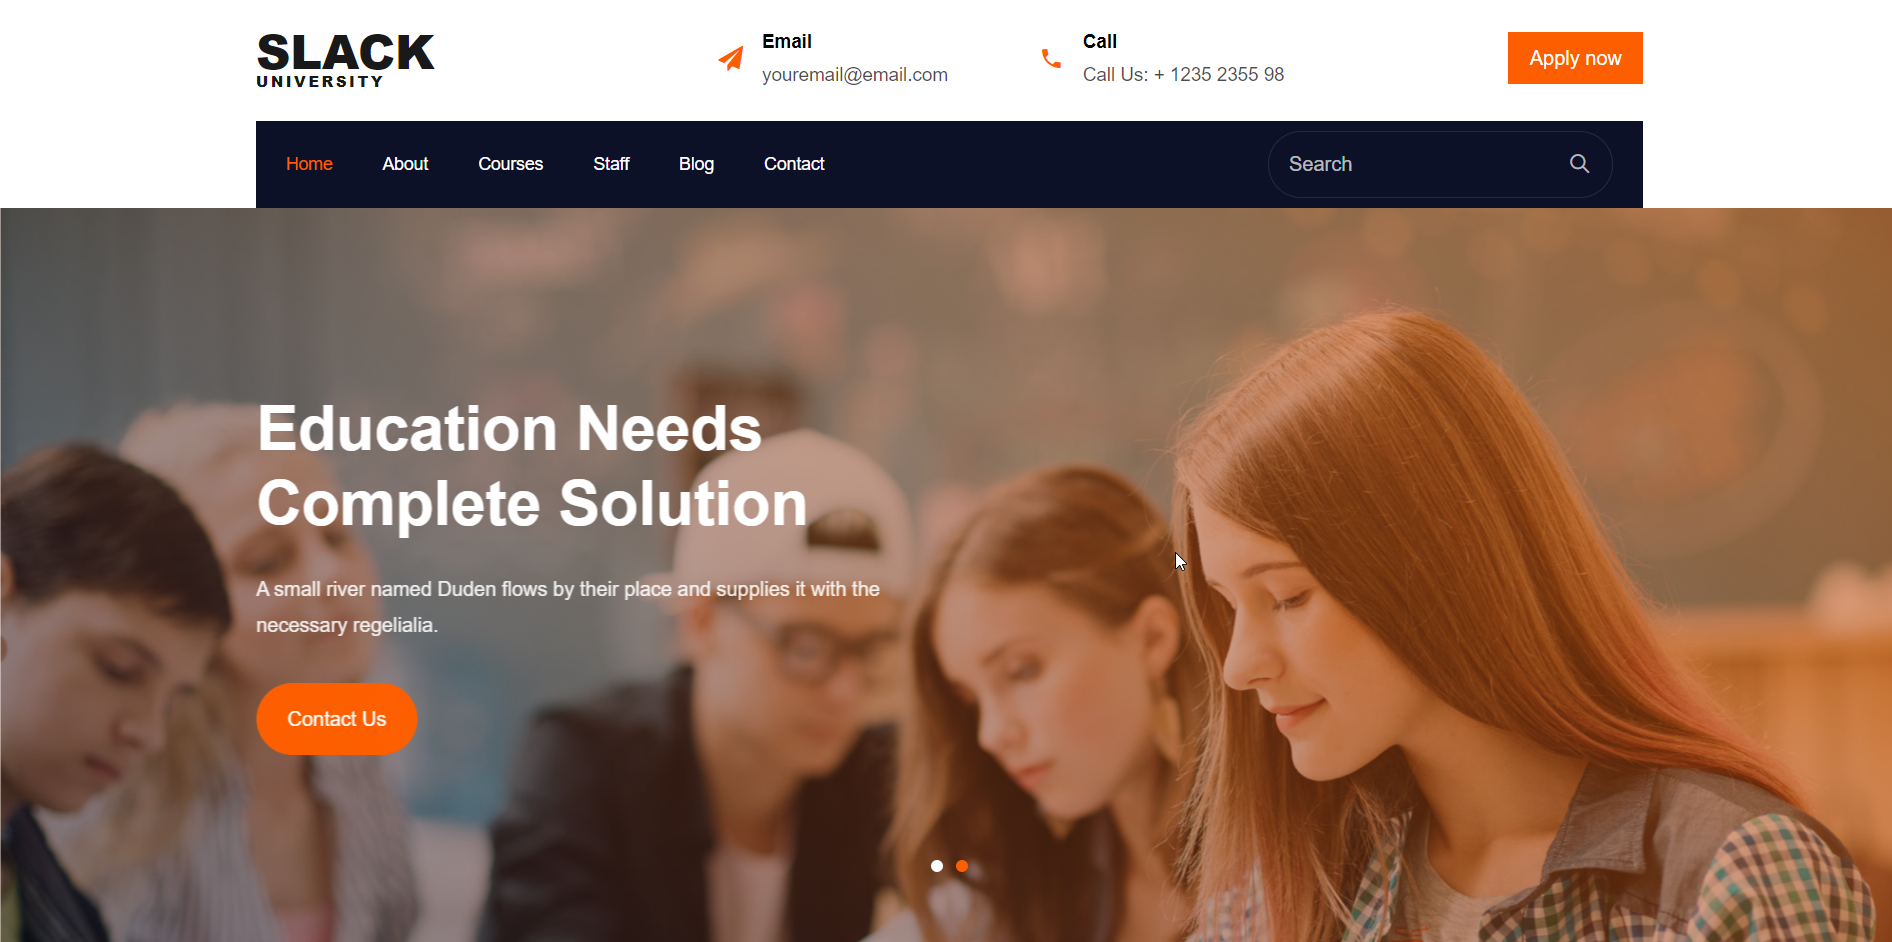 SLACK
UNIVERSITY
Email
youremail@email.com
Call
Call Us: + 1235 2355 98
Apply now
Home
About
Courses
Staff
Blog
Contact
Search
Education Needs
Complete Solution
A small river named Duden flows by their place and supplies it with the
necessary regelialia.
Contact Us